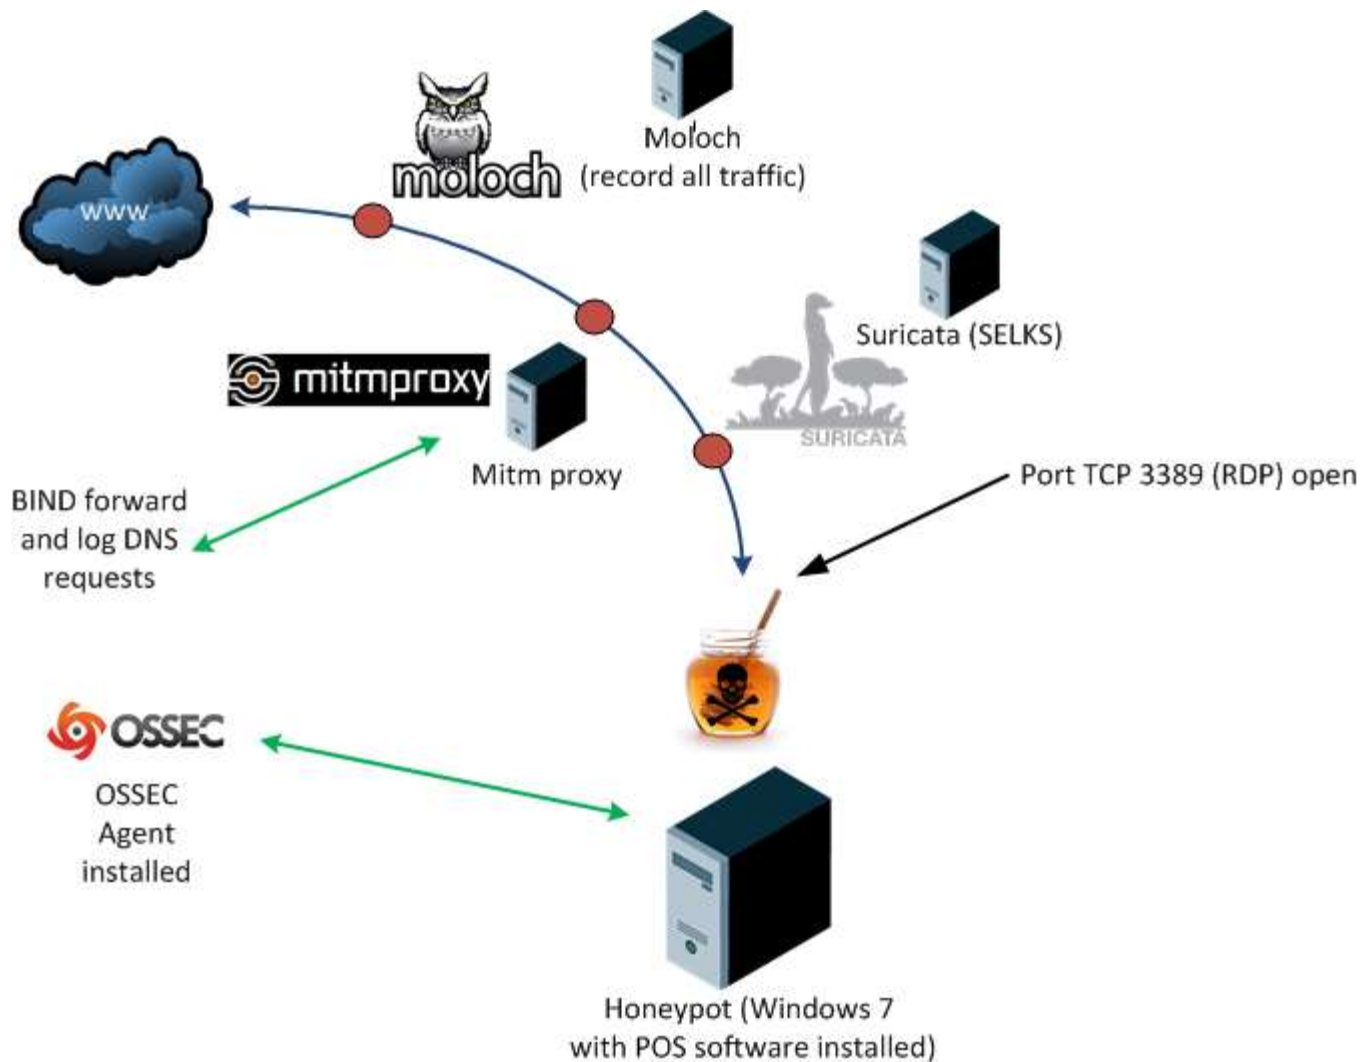 Moloch
(record all traffic)
moloch
www
Suricata (SELKS)
mitmproxy
SURICATA
Mitm proxy
Port TCP 3389 (RDP) open
BIND forward
and log DNS
requests
OSSEC
OSSEC
Agent
installed
Honeypot (Windows 7
with POS software installed)